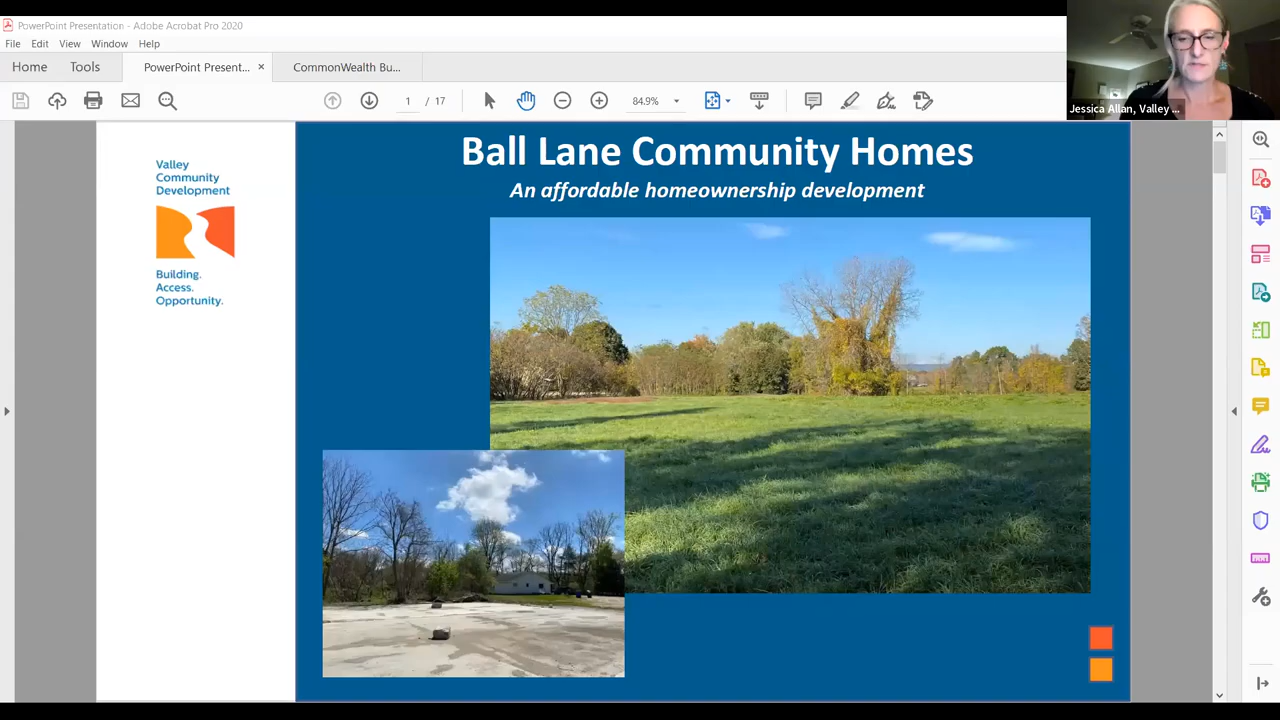 PowerPoint Presentation - Adobe Acrobat Pro 2020
File Edit View Window Help
Home Tools PowerPoint Present... × CommonWealth Bu...
1 / 17 84.9%
Jessica Allan, Valley ...
Valley
Community
Development
Building.
Access.
Opportunity.
Ball Lane Community Homes
An affordable homeownership development